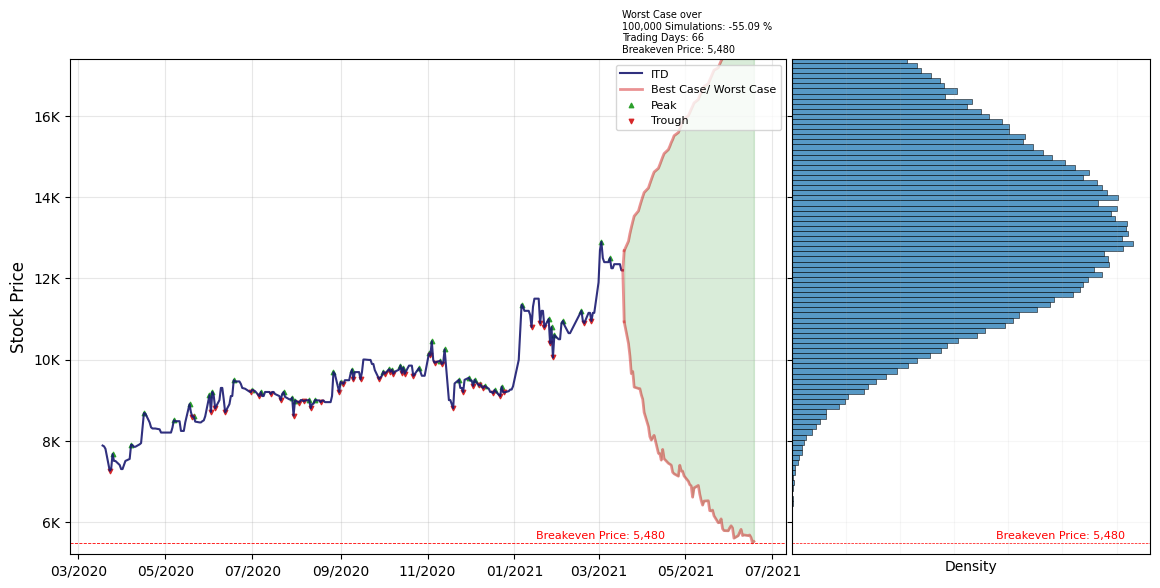 Worst Case over
100,000 Simulations: -55.09 %
Trading Days: 66
Breakeven Price: 5,480
ITD
Best Case/ Worst Case
Peak
Trough
Stock Price
16K
14K
12K
10K
8K
6K
Breakeven Price: 5,480
Breakeven Price: 5,480
03/2020 05/2020 07/2020 09/2020 11/2020 01/2021 03/2021 05/2021 07/2021
Density